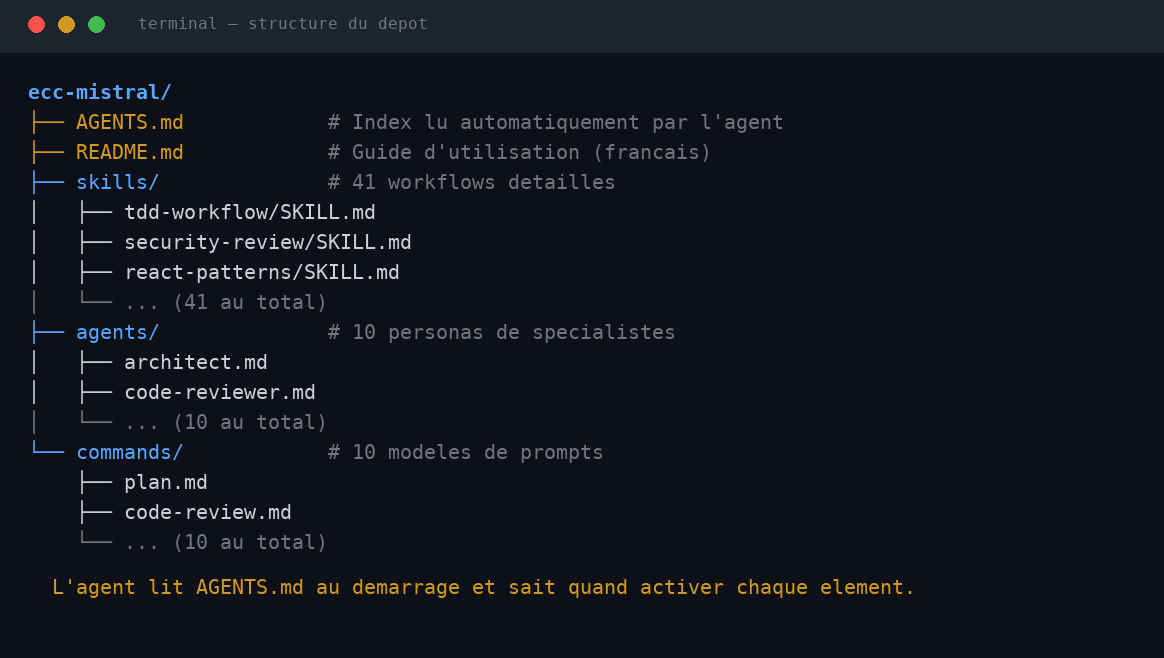 terminal — structure du depot
ecc-mistral/
├── AGENTS.md            # Index lu automatiquement par l'agent
├── README.md            # Guide d'utilisation (francais)
├── skills/              # 41 workflows detailles
│   ├── tdd-workflow/SKILL.md
│   ├── security-review/SKILL.md
│   ├── react-patterns/SKILL.md
│   └── ... (41 au total)
├── agents/              # 10 personas de specialistes
│   ├── architect.md
│   ├── code-reviewer.md
│   └── ... (10 au total)
└── commands/            # 10 modeles de prompts
    ├── plan.md
    ├── code-review.md
    └── ... (10 au total)
L'agent lit AGENTS.md au demarrage et sait quand activer chaque element.